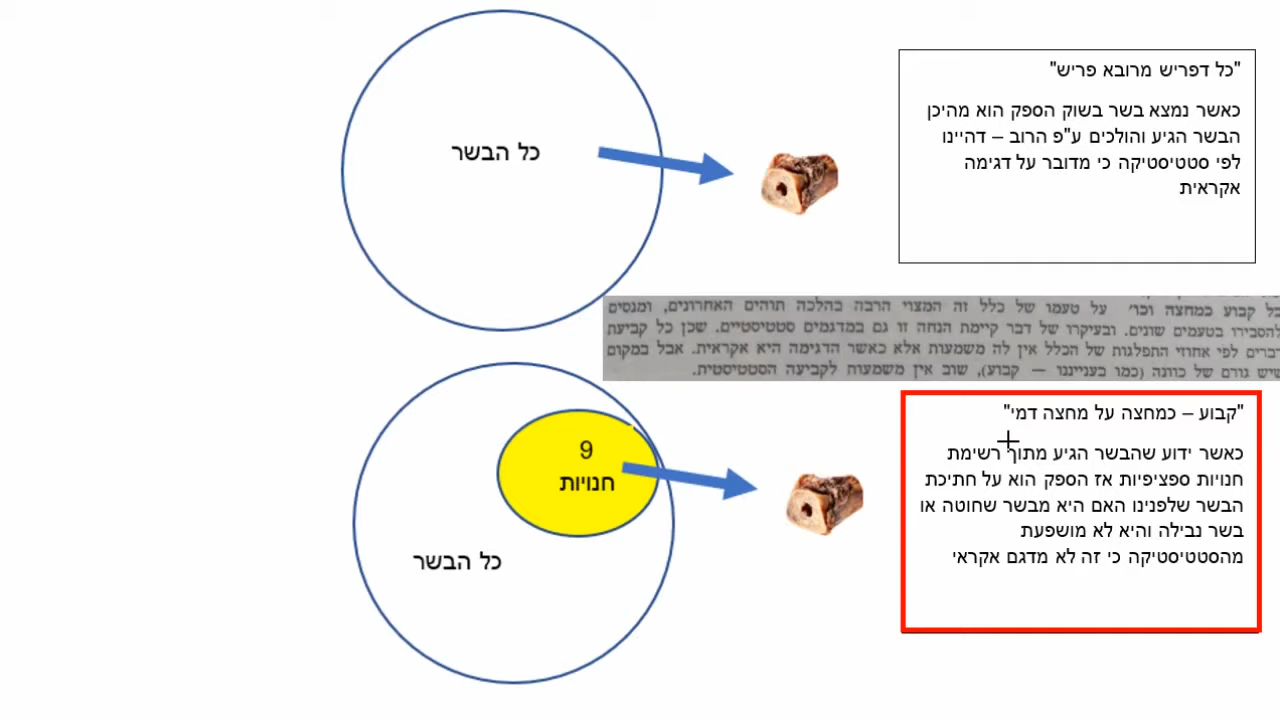 "כל דפריש מרובא פריש"
כאשר נמצא בשר בשוק הספק הוא מהיכן
הבשר הגיע והולכים ע"פ הרוב – דהיינו
לפי סטטיסטיקה כי מדובר על דגימה
אקראית
כל הבשר
כל קבוע כמחצה וכו' על טעמו של כלל זה המצוי הרבה בהלכה תוהים האחרונים, ומנסים
להסבירו בטעמים שונים. ובעיקרו של דבר קיימת הנחה זו גם במדגמים סטטיסטיים. שכן כל קביעת
דברים לפי אחוזי התפלגות של הכלל אין לה משמעות אלא כאשר הדגימה היא אקראית. אבל במקום
שיש גורם של כוונה (כמו בענייננו — קבוע), שוב אין משמעות לקביעה הסטטיסטית.
"קבוע – כמחצה על מחצה דמי"
כאשר ידוע שהבשר הגיע מתוך רשימת
חנויות ספציפיות אז הספק הוא על חתיכת
הבשר שלפנינו האם היא מבשר שחוטה או
בשר נבילה והיא לא מושפעת
מהסטטיסטיקה כי זה לא מדגם אקראי
9
חנויות
כל הבשר